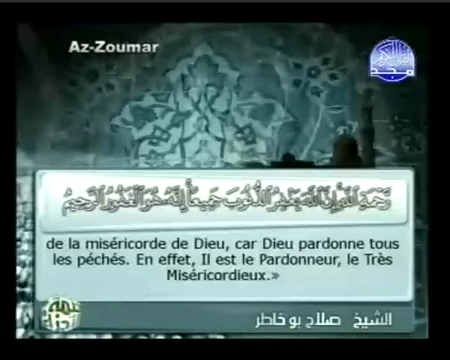 Az-Zoumar
مجد
رَّحْمَةِ اللَّهِ إِنَّ اللَّهَ يَغْفِرُ الذُّنُوبَ جَمِيعًا إِنَّهُ هُوَ الْغَفُورُ الرَّحِيمُ
de la miséricorde de Dieu, car Dieu pardonne tous
les péchés. En effet, Il est le Pardonneur, le Très
Miséricordieux.»
الشيخ صلاح بو خاطر